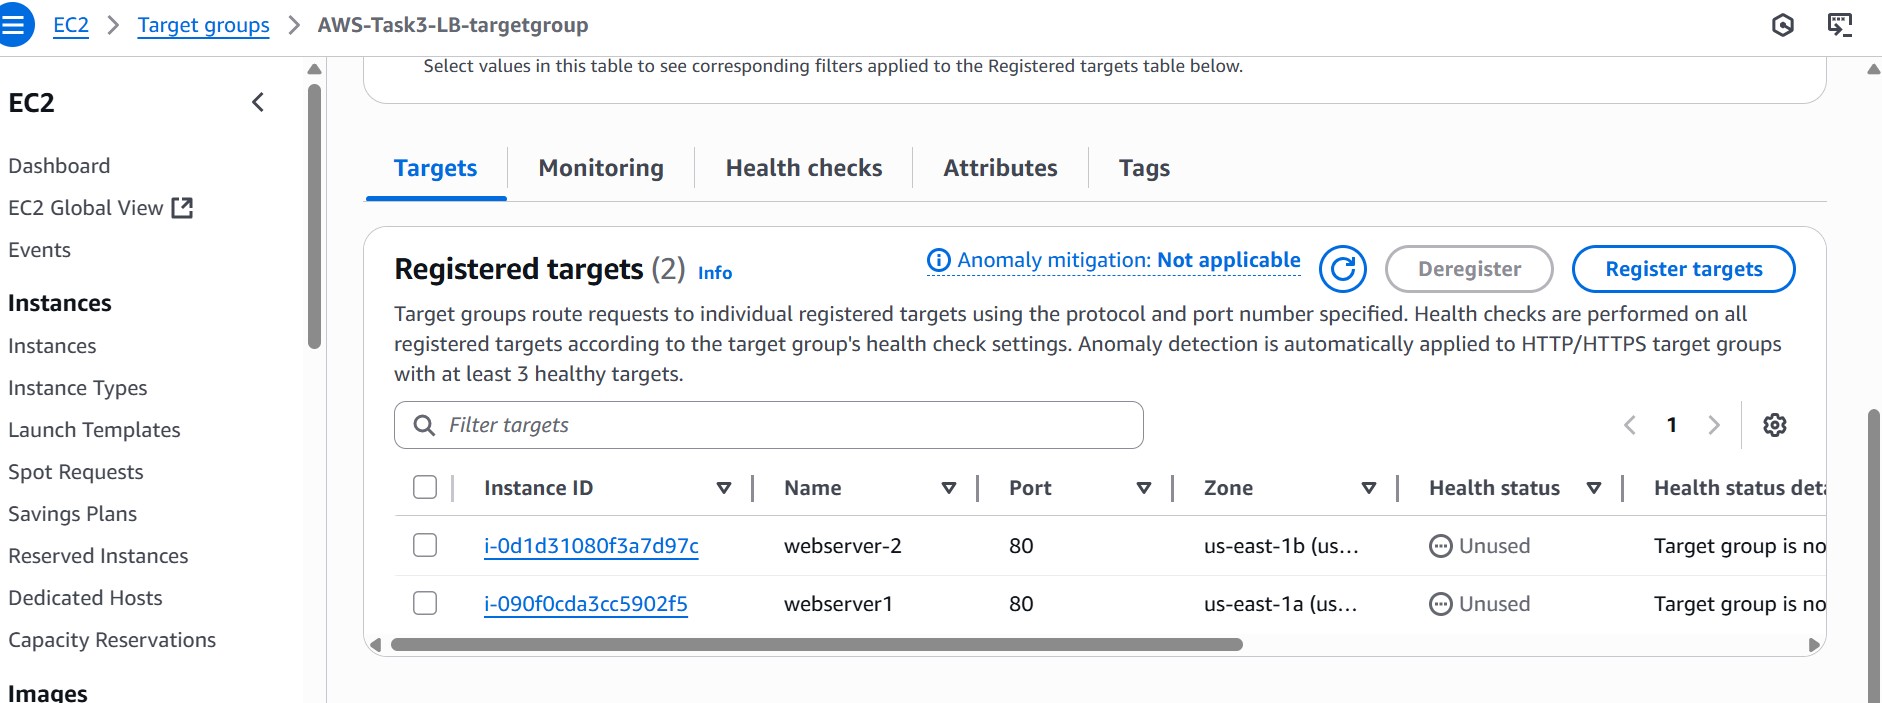 EC2 > Target groups > AWS-Task3-LB-targetgroup
Select values in this table to see corresponding filters applied to the Registered targets table below.
EC2
Dashboard
EC2 Global View
Events
Instances
Instances
Instance Types
Launch Templates
Spot Requests
Savings Plans
Reserved Instances
Dedicated Hosts
Capacity Reservations
Images
Targets Monitoring Health checks Attributes Tags
Registered targets (2) Info Anomaly mitigation: Not applicable Deregister Register targets
Target groups route requests to individual registered targets using the protocol and port number specified. Health checks are performed on all
registered targets according to the target group's health check settings. Anomaly detection is automatically applied to HTTP/HTTPS target groups
with at least 3 healthy targets.
Filter targets 1
Instance ID Name Port Zone Health status Health status deta
i-0d1d31080f3a7d97c webserver-2 80 us-east-1b (us... Unused Target group is no
i-090f0cda3cc5902f5 webserver1 80 us-east-1a (us... Unused Target group is no